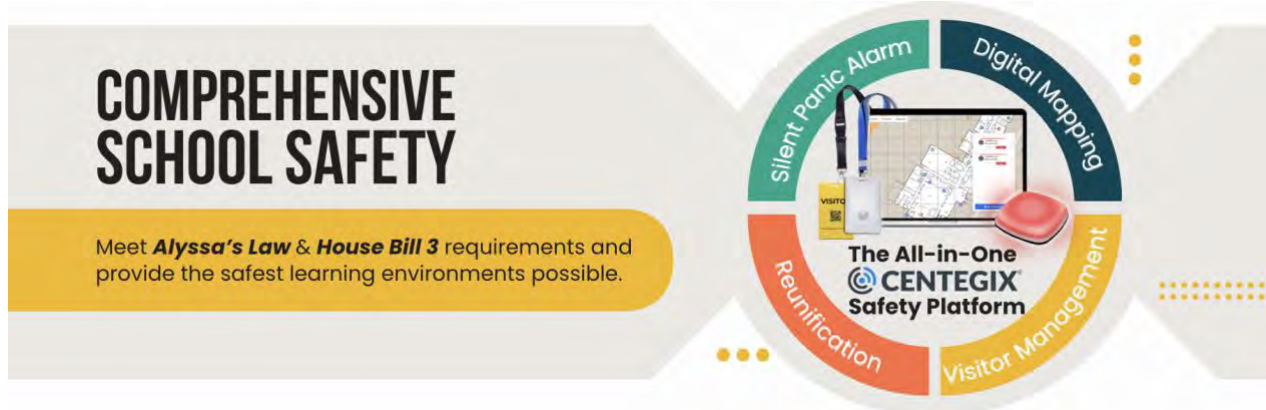 COMPREHENSIVE
SCHOOL SAFETY
Meet Alyssa's Law & House Bill 3 requirements and
provide the safest learning environments possible.
Silent Panic Alarm
Digital Mapping
VISITO
The All-in-One
CENTEGIX
Safety Platform
Reunification
Visitor Management